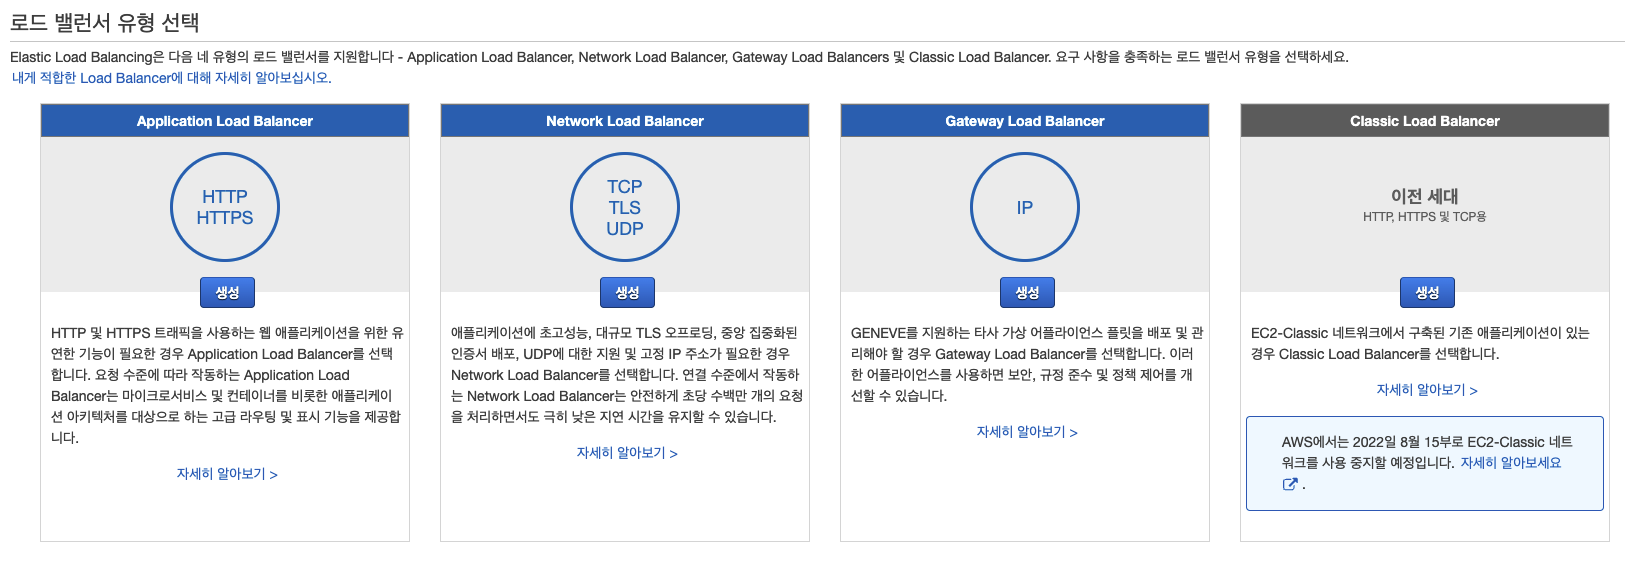 로드 밸런서 유형 선택
Elastic Load Balancing은 다음 네 유형의 로드 밸런서를 지원합니다 - Application Load Balancer, Network Load Balancer, Gateway Load Balancers 및 Classic Load Balancer. 요구 사항을 충족하는 로드 밸런서 유형을 선택하세요.
내게 적합한 Load Balancer에 대해 자세히 알아보십시오.
Application Load Balancer
HTTP
HTTPS
생성
HTTP 및 HTTPS 트래픽을 사용하는 웹 애플리케이션을 위한 유
연한 기능이 필요한 경우 Application Load Balancer를 선택
합니다. 요청 수준에 따라 작동하는 Application Load
Balancer는 마이크로서비스 및 컨테이너를 비롯한 애플리케이
션 아키텍처를 대상으로 하는 고급 라우팅 및 표시 기능을 제공합
니다.
자세히 알아보기 >
Network Load Balancer
TCP
TLS
UDP
생성
애플리케이션에 초고성능, 대규모 TLS 오프로딩, 중앙 집중화된
인증서 배포, UDP에 대한 지원 및 고정 IP 주소가 필요한 경우
Network Load Balancer를 선택합니다. 연결 수준에서 작동하
는 Network Load Balancer는 안전하게 초당 수백만 개의 요청
을 처리하면서도 극히 낮은 지연 시간을 유지할 수 있습니다.
자세히 알아보기 >
Gateway Load Balancer
IP
생성
GENEVE를 지원하는 타사 가상 어플라이언스 플릿을 배포 및 관
리해야 할 경우 Gateway Load Balancer를 선택합니다. 이러
한 어플라이언스를 사용하면 보안, 규정 준수 및 정책 제어를 개
선할 수 있습니다.
자세히 알아보기 >
Classic Load Balancer
이전 세대
HTTP, HTTPS 및 TCP용
생성
EC2-Classic 네트워크에서 구축된 기존 애플리케이션이 있는
경우 Classic Load Balancer를 선택합니다.
자세히 알아보기 >
AWS에서는 2022일 8월 15부로 EC2-Classic 네트
워크를 사용 중지할 예정입니다. 자세히 알아보세요
.